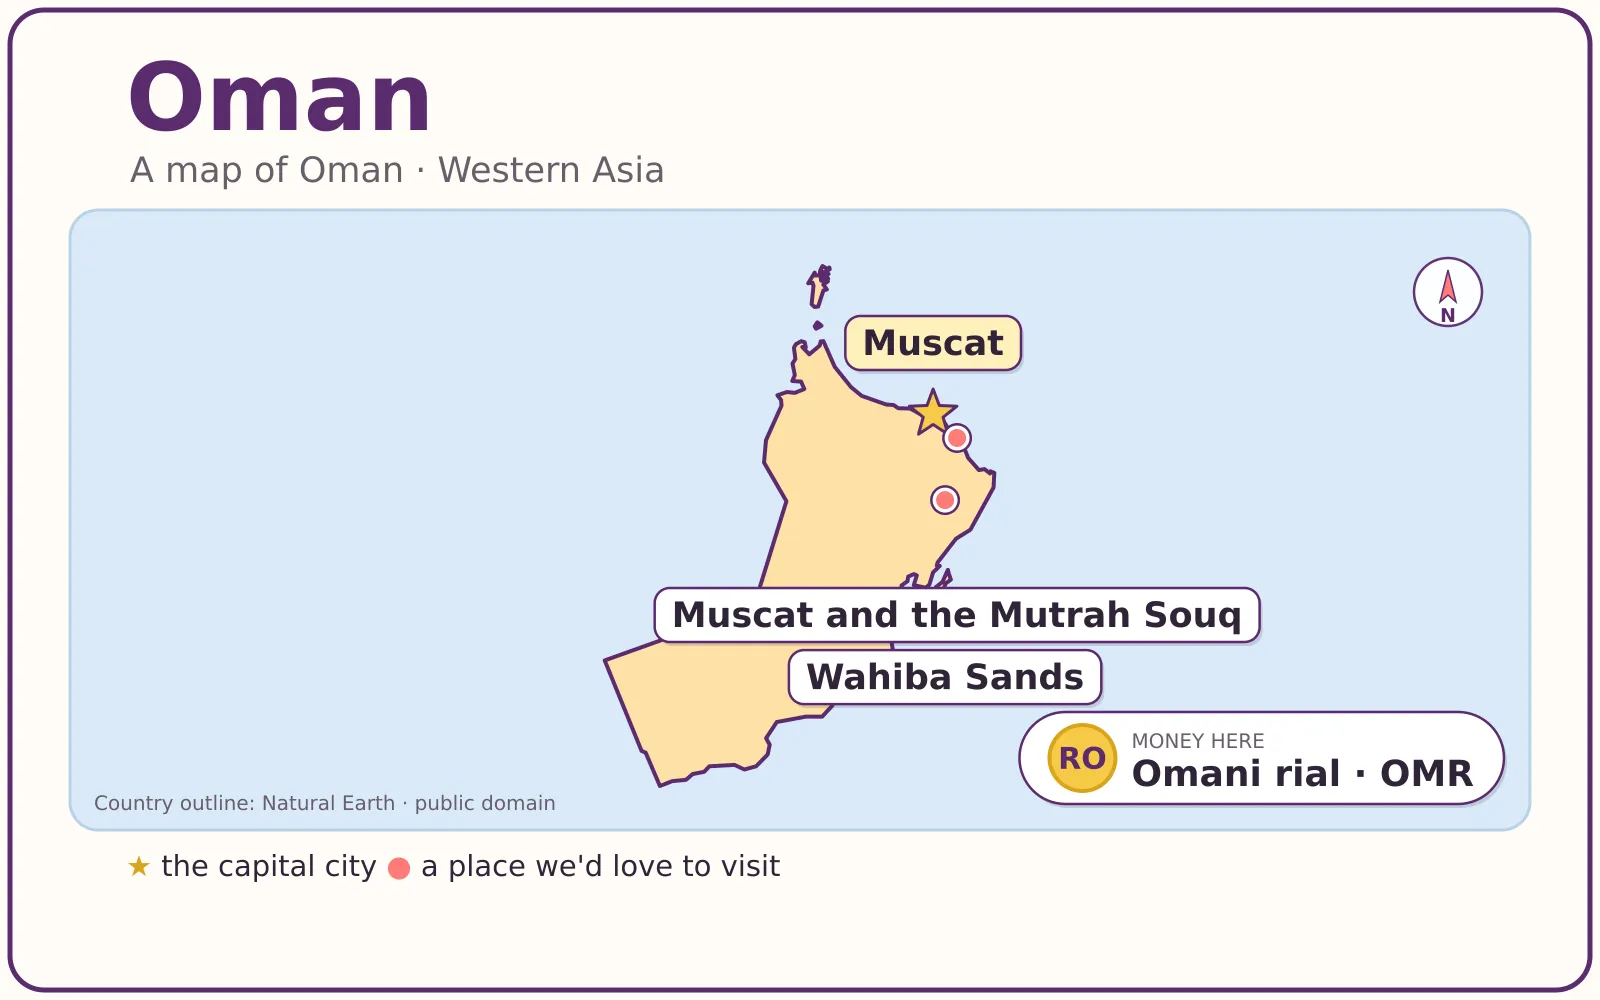 Oman
A map of Oman · Western Asia
N
Muscat
Muscat and the Mutrah Souq
Wahiba Sands
RO
MONEY HERE
Omani rial · OMR
Country outline: Natural Earth · public domain
★ the capital city ● a place we'd love to visit